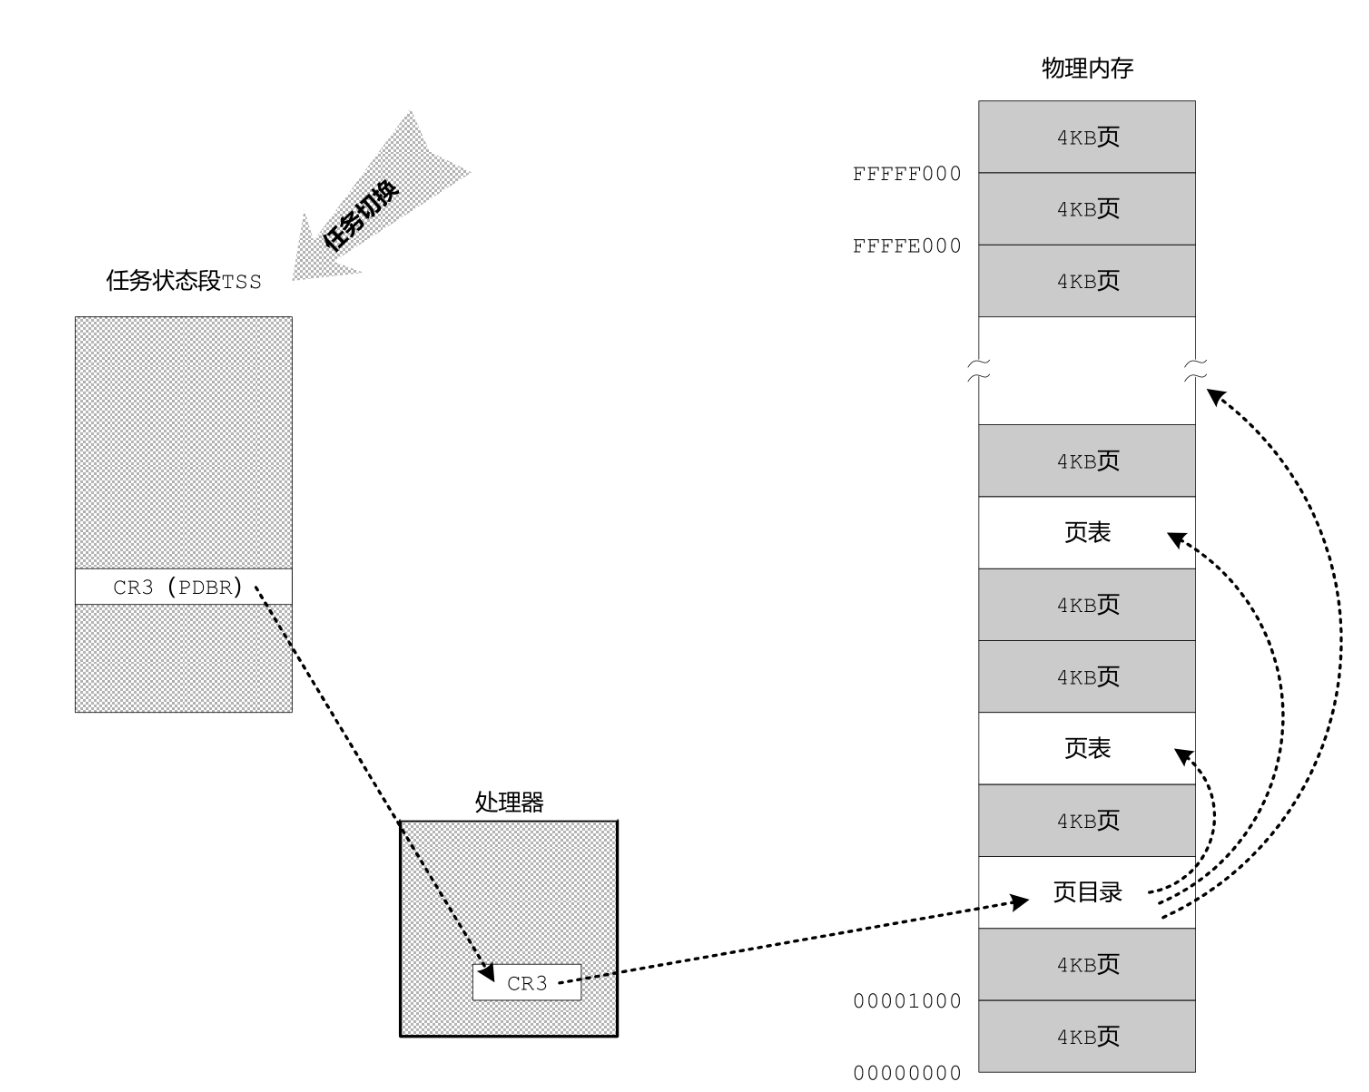 物理内存
4KB页
FFFFF000
4KB页
FFFFE000
4KB页
任务切换
任务状态段TSS
4KB页
页表
CR3（PDBR）
4KB页
4KB页
页表
处理器
4KB页
页目录
4KB页
CR3
00001000
4KB页
00000000